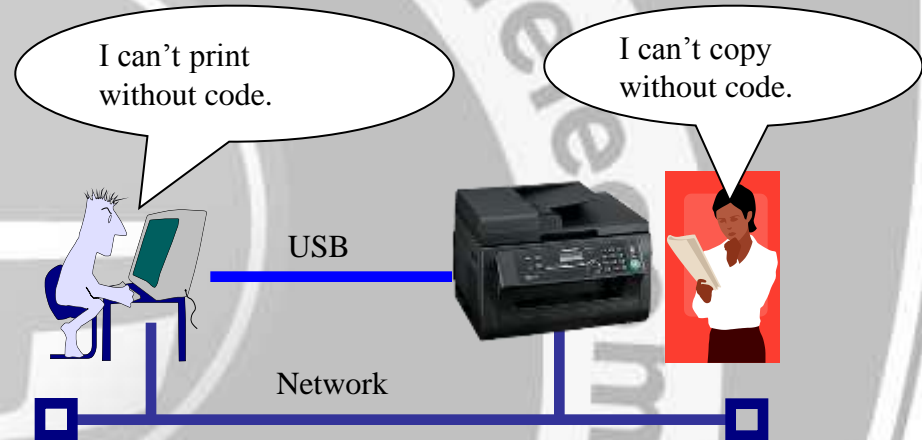 I can’t print
without code.
I can’t copy
without code.
USB
Network